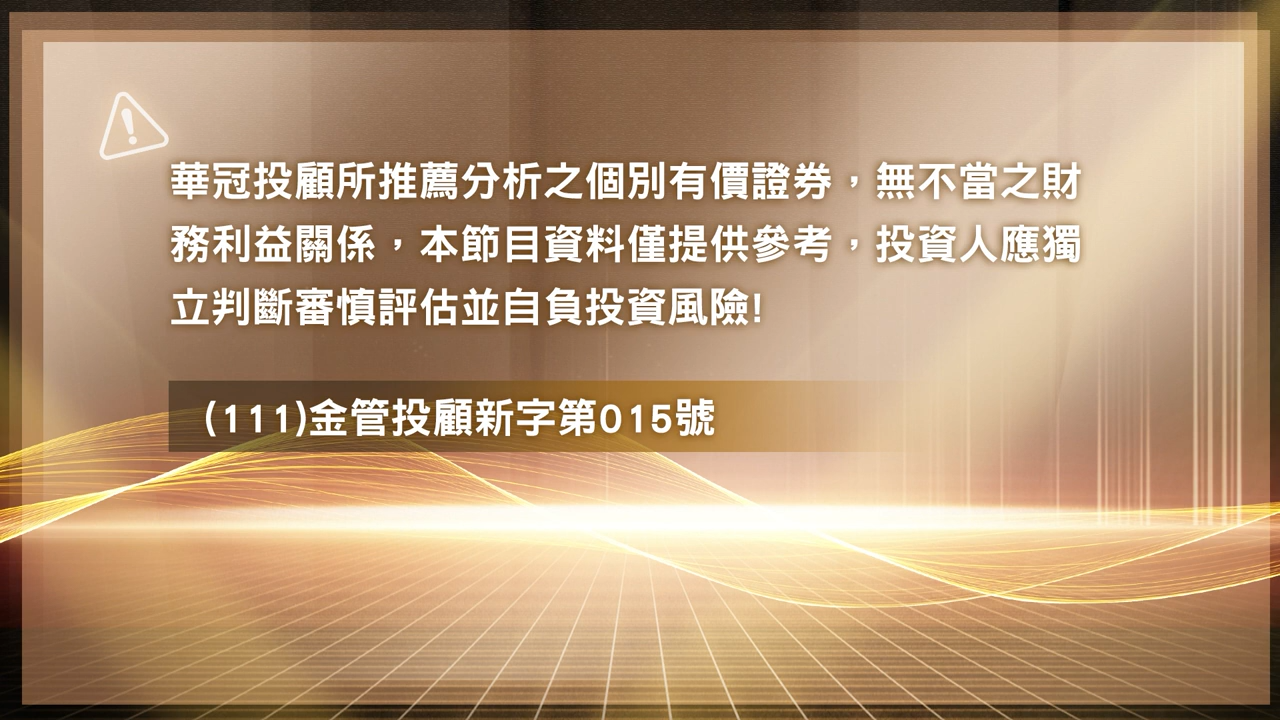 華冠投顧所推薦分析之個別有價證券，無不當之財
務利益關係，本節目資料僅提供參考，投資人應獨
立判斷審慎評估並自負投資風險!
(111)金管投顧新字第015號